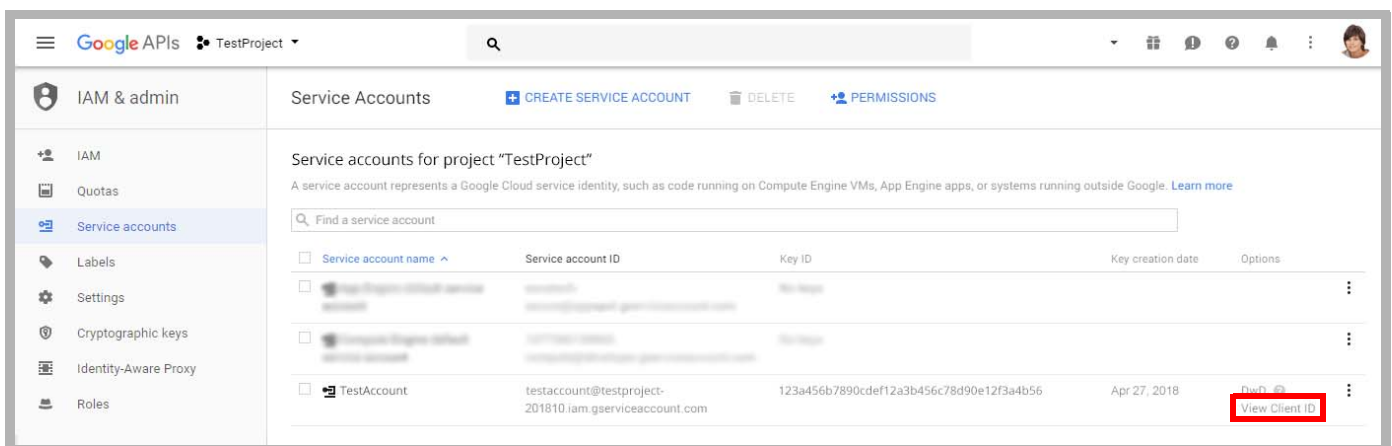 Google APIs TestProject
IAM & admin
Service Accounts CREATE SERVICE ACCOUNT DELETE PERMISSIONS
IAM
Quotas
Service accounts
Labels
Settings
Cryptographic keys
Identity-Aware Proxy
Roles
Service accounts for project "TestProject"
A service account represents a Google Cloud service identity, such as code running on Compute Engine VMs, App Engine apps, or systems running outside Google. Learn more
Find a service account
Service account name Service account ID Key ID Key creation date Options
TestAccount testaccount@testproject- 123a456b7890cdef12a3b456c78d90e12f3a4b56 Apr 27, 2018 DwD
201810.iam.gserviceaccount.com View Client ID